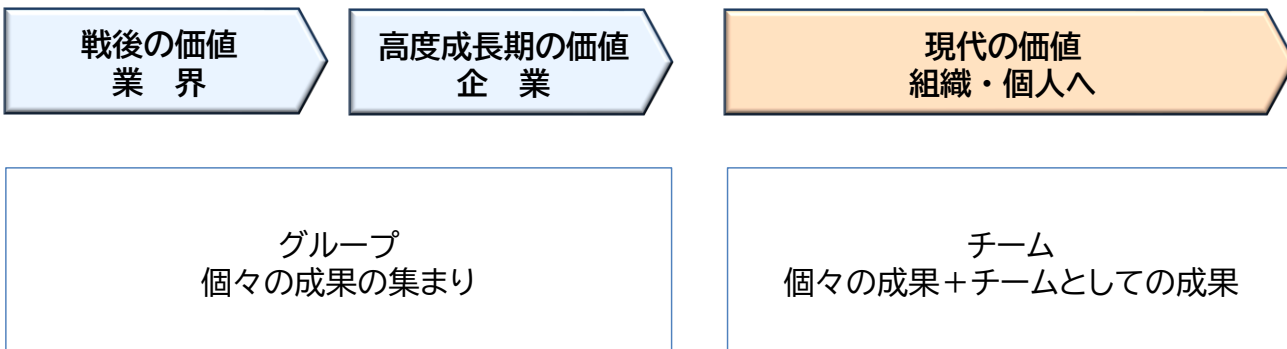 戦後の価値
業　界
高度成長期の価値
企　業
現代の価値
組織・個人へ
グループ
個々の成果の集まり
チーム
個々の成果＋チームとしての成果